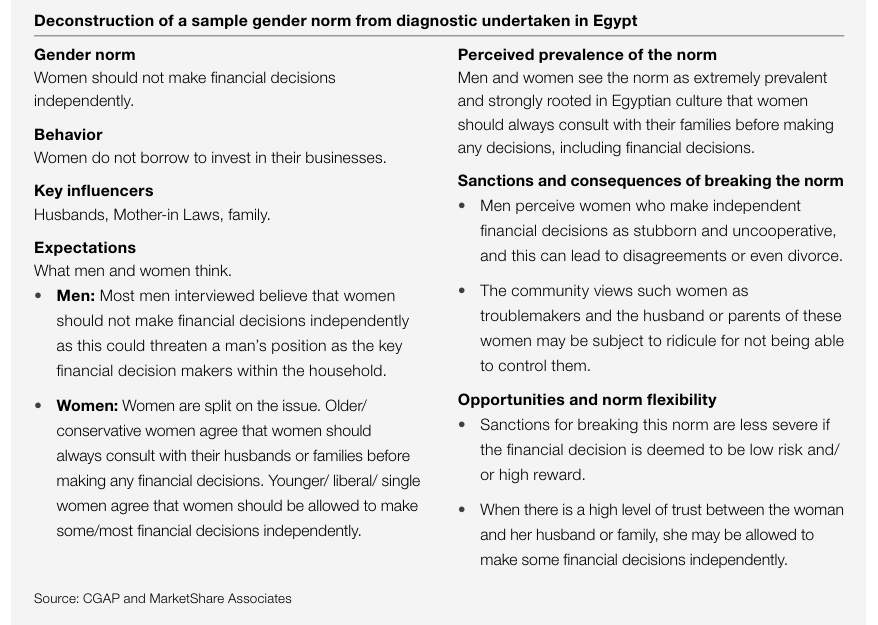 Deconstruction of a sample gender norm from diagnostic undertaken in Egypt
Gender norm
Women should not make financial decisions
independently.
Behavior
Women do not borrow to invest in their businesses.
Key influencers
Husbands, Mother-in Laws, family.
Expectations
What men and women think.
• Men: Most men interviewed believe that women
should not make financial decisions independently
as this could threaten a man’s position as the key
financial decision makers within the household.
• Women: Women are split on the issue. Older/
conservative women agree that women should
always consult with their husbands or families before
making any financial decisions. Younger/ liberal/ single
women agree that women should be allowed to make
some/most financial decisions independently.
Perceived prevalence of the norm
Men and women see the norm as extremely prevalent
and strongly rooted in Egyptian culture that women
should always consult with their families before making
any decisions, including financial decisions.
Sanctions and consequences of breaking the norm
• Men perceive women who make independent
financial decisions as stubborn and uncooperative,
and this can lead to disagreements or even divorce.
• The community views such women as
troublemakers and the husband or parents of these
women may be subject to ridicule for not being able
to control them.
Opportunities and norm flexibility
• Sanctions for breaking this norm are less severe if
the financial decision is deemed to be low risk and/
or high reward.
• When there is a high level of trust between the woman
and her husband or family, she may be allowed to
make some financial decisions independently.
Source: CGAP and MarketShare Associates